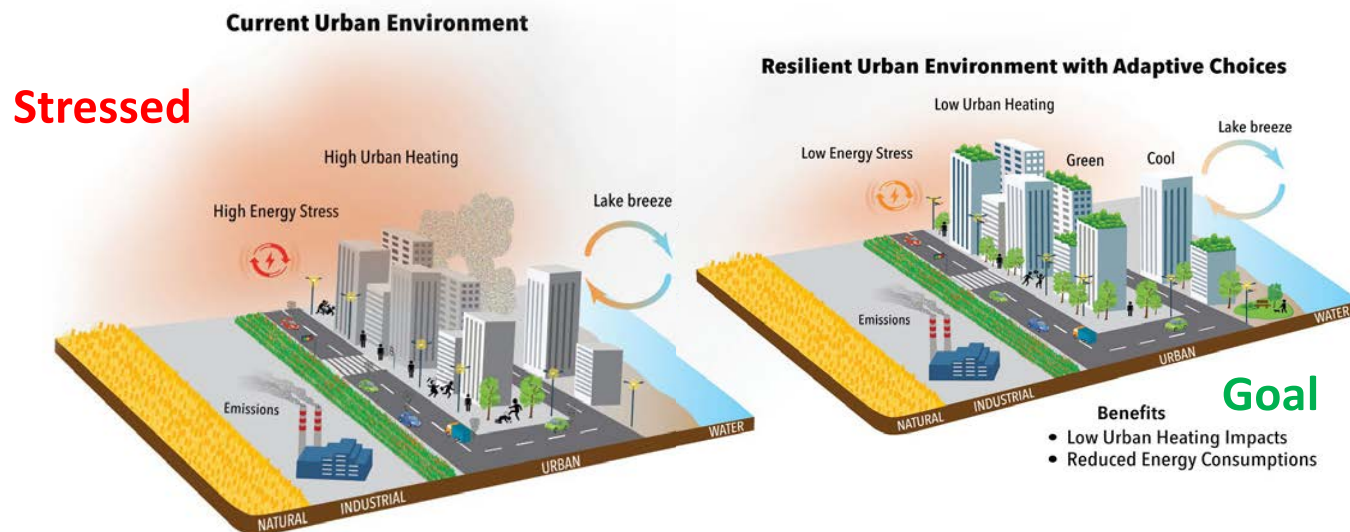 Current Urban Environment
Stressed
High Urban Heating
High Energy Stress
Lake breeze
Emissions
NATURAL
INDUSTRIAL
URBAN
WATER
Resilient Urban Environment with Adaptive Choices
Low Urban Heating
Low Energy Stress
Green
Cool
Lake breeze
Emissions
NATURAL
INDUSTRIAL
URBAN
WATER
Goal
Benefits
• Low Urban Heating Impacts
• Reduced Energy Consumptions